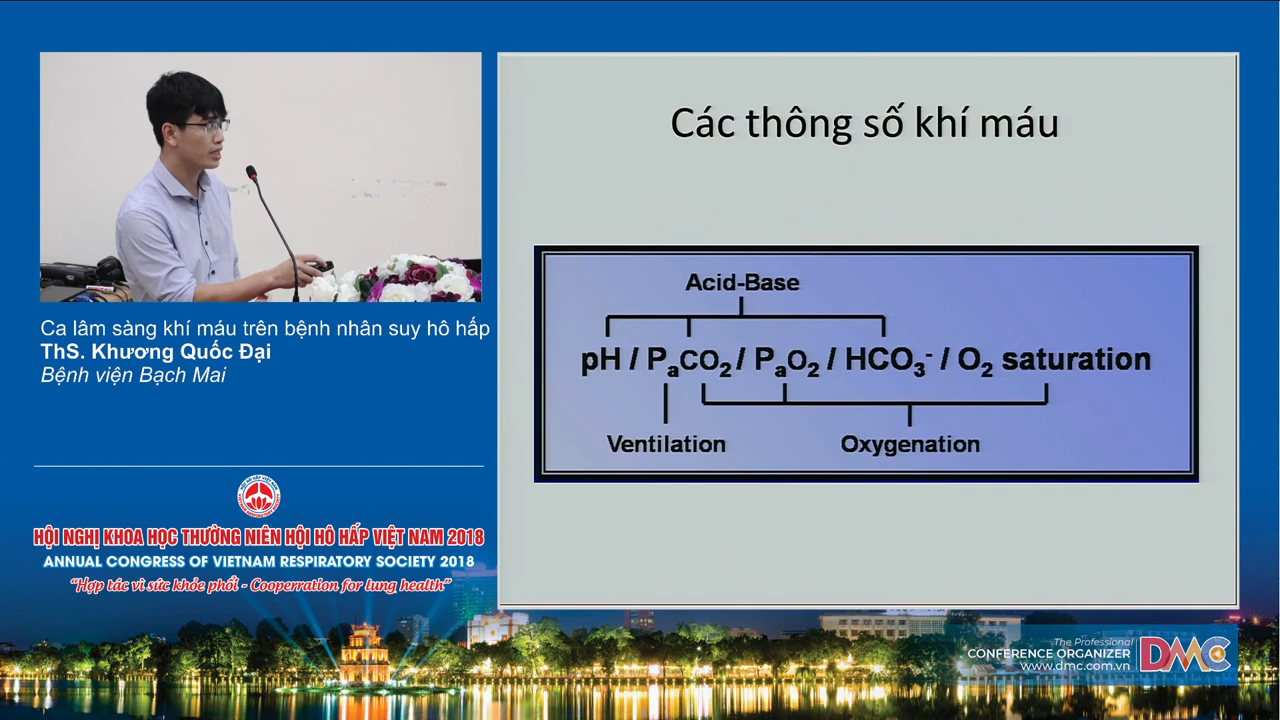 Ca lâm sàng khí máu trên bệnh nhân suy hô hấp
ThS. Khương Quốc Đại
Bệnh viện Bạch Mai
HỘI NGHỊ KHOA HỌC THƯỜNG NIÊN HỘI HÔ HẤP VIỆT NAM 2018
ANNUAL CONGRESS OF VIETNAM RESPIRATORY SOCIETY 2018
“Hợp tác vì sức khỏe phổi - Cooperration for lung health”
Các thông số khí máu
Acid-Base
pH / PaCO2 / PaO2 / HCO3- / O2 saturation
Ventilation
Oxygenation
The Professional
CONFERENCE ORGANIZER
www.dmc.com.vn
DMC